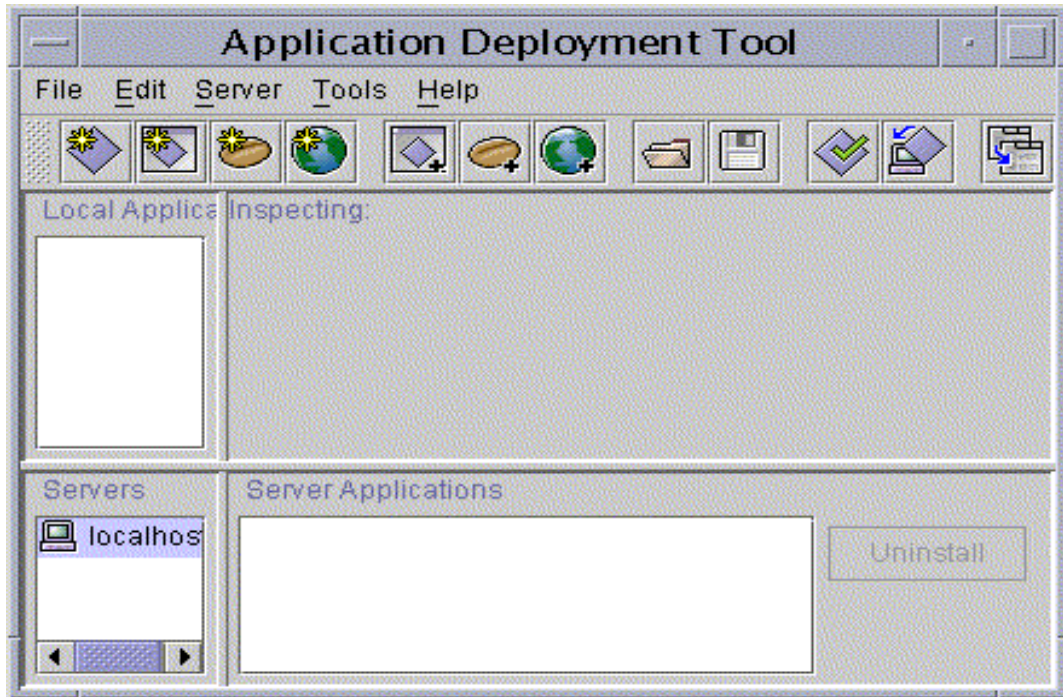 Application Deployment Tool
File Edit Server Tools Help
Local Applica
Inspecting:
Servers
Server Applications
localhos
Uninstall